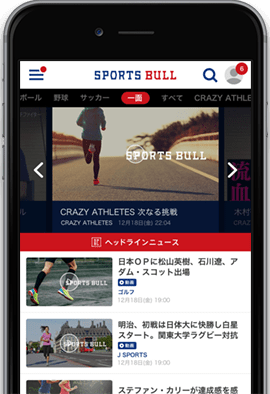 SPORTS BULL
6
ボール 野球 サッカー 一面 すべて CRAZY ATHLE
SPORTS BULL
CRAZY ATHLETES 次なる挑戦
CRAZY ATHLETES 12月18日(金) 22:04
木村
ヘッドラインニュース
日本OPに松山英樹、石川遼、ア
ダム・スコット出場
動画
ゴルフ
12月18日(金) 19:00
SPORTS BULL
明治、初戦は日体大に快勝し白星
スタート。関東大学ラグビー対抗
動画
J SPORTS
12月18日(金) 19:00
SPORTS BULL
ステファン・カリーが達成感を感